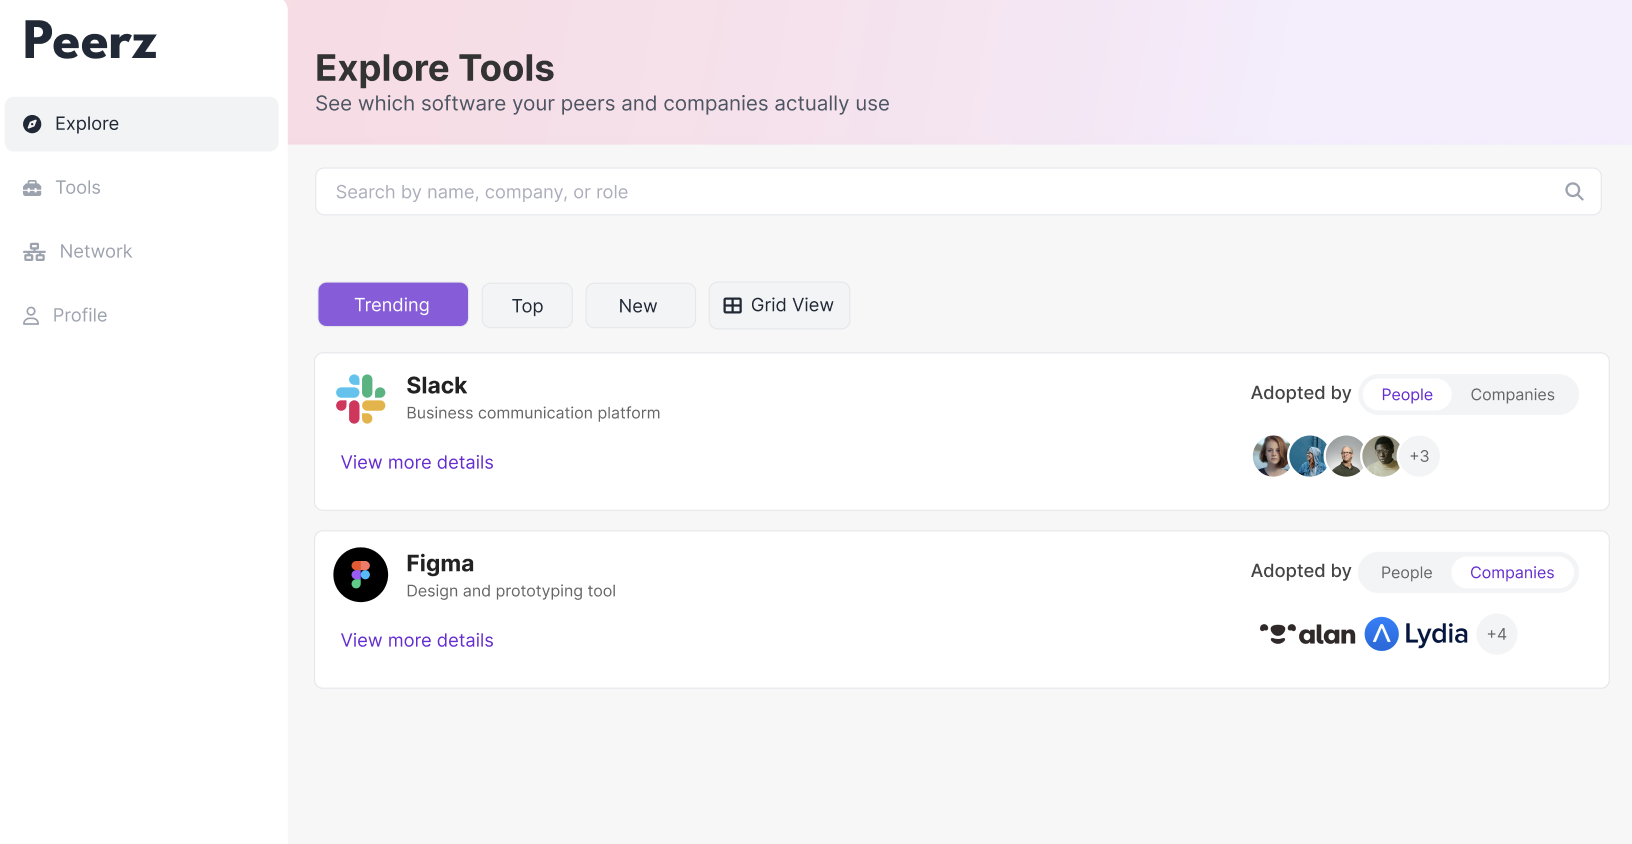 Peerz
Explore
Tools
Network
Profile
Explore Tools
See which software your peers and companies actually use
Search by name, company, or role
Trending
Top
New
Grid View
Slack
Business communication platform
View more details
Adopted by
People
Companies
+3
Figma
Design and prototyping tool
View more details
Adopted by
People
Companies
alan
Lydia
+4